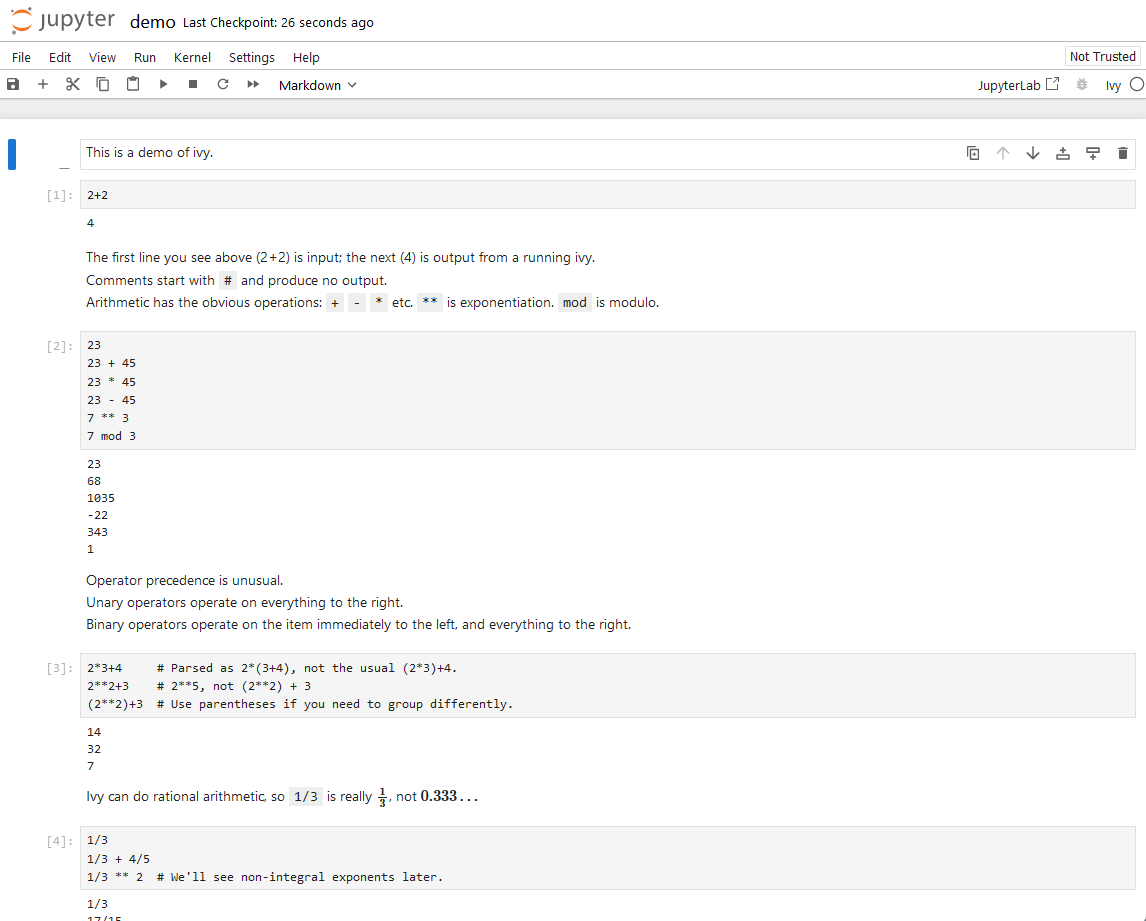 jupyter demo Last Checkpoint: 26 seconds ago
File Edit View Run Kernel Settings Help Not Trusted
Markdown JupyterLab Ivy
This is a demo of ivy.
[1]: 2+2
4
The first line you see above (2+2) is input; the next (4) is output from a running ivy.
Comments start with # and produce no output.
Arithmetic has the obvious operations: + - * etc. ** is exponentiation. mod is modulo.
[2]: 23
23 + 45
23 * 45
23 - 45
7 ** 3
7 mod 3
23
68
1035
-22
343
1
Operator precedence is unusual.
Unary operators operate on everything to the right.
Binary operators operate on the item immediately to the left, and everything to the right.
[3]: 2*3+4 # Parsed as 2*(3+4), not the usual (2*3)+4.
2**2+3 # 2**5, not (2**2) + 3
(2**2)+3 # Use parentheses if you need to group differently.
14
32
7
Ivy can do rational arithmetic, so 1/3 is really 1/3, not 0.333...
[4]: 1/3
1/3 + 4/5
1/3 ** 2 # We'll see non-integral exponents later.
1/3
17/15